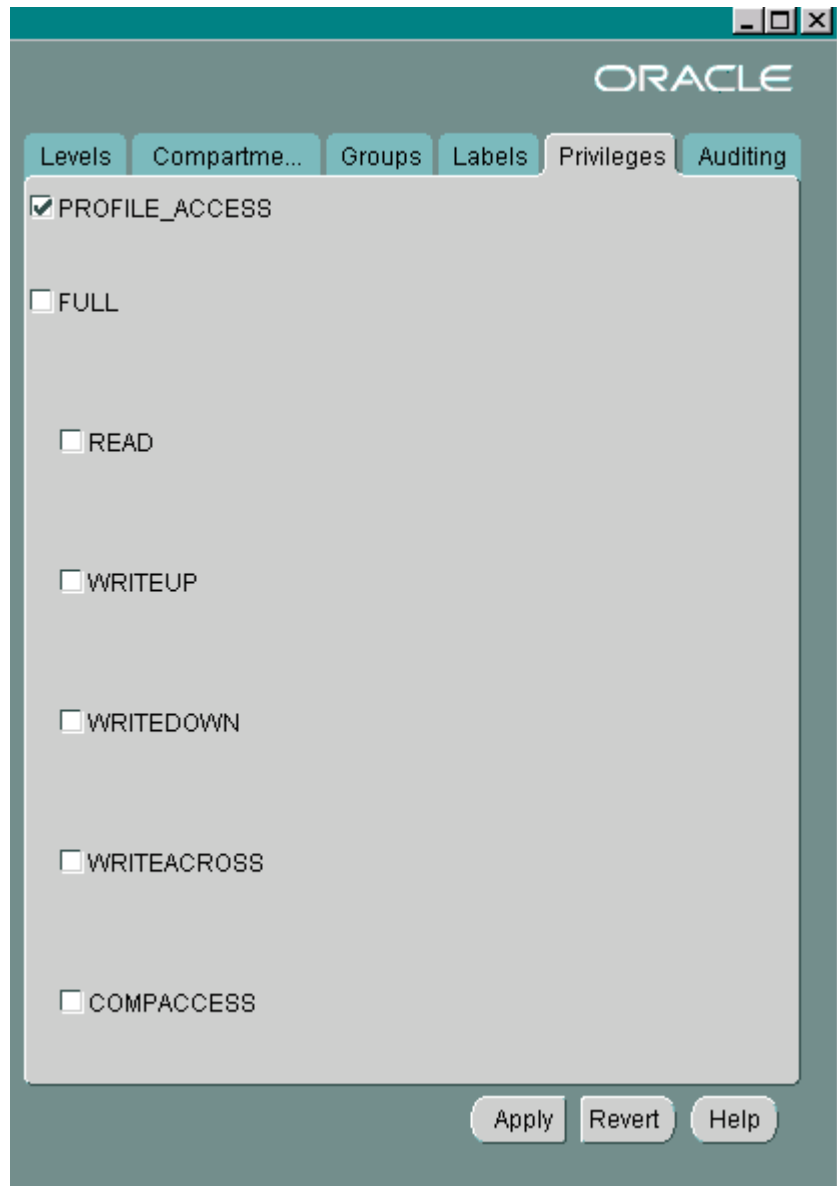 ORACLE
Levels Compartme... Groups Labels Privileges Auditing
PROFILE_ACCESS
FULL
READ
WRITEUP
WRITEDOWN
WRITEACROSS
COMPACCESS
Apply Revert Help